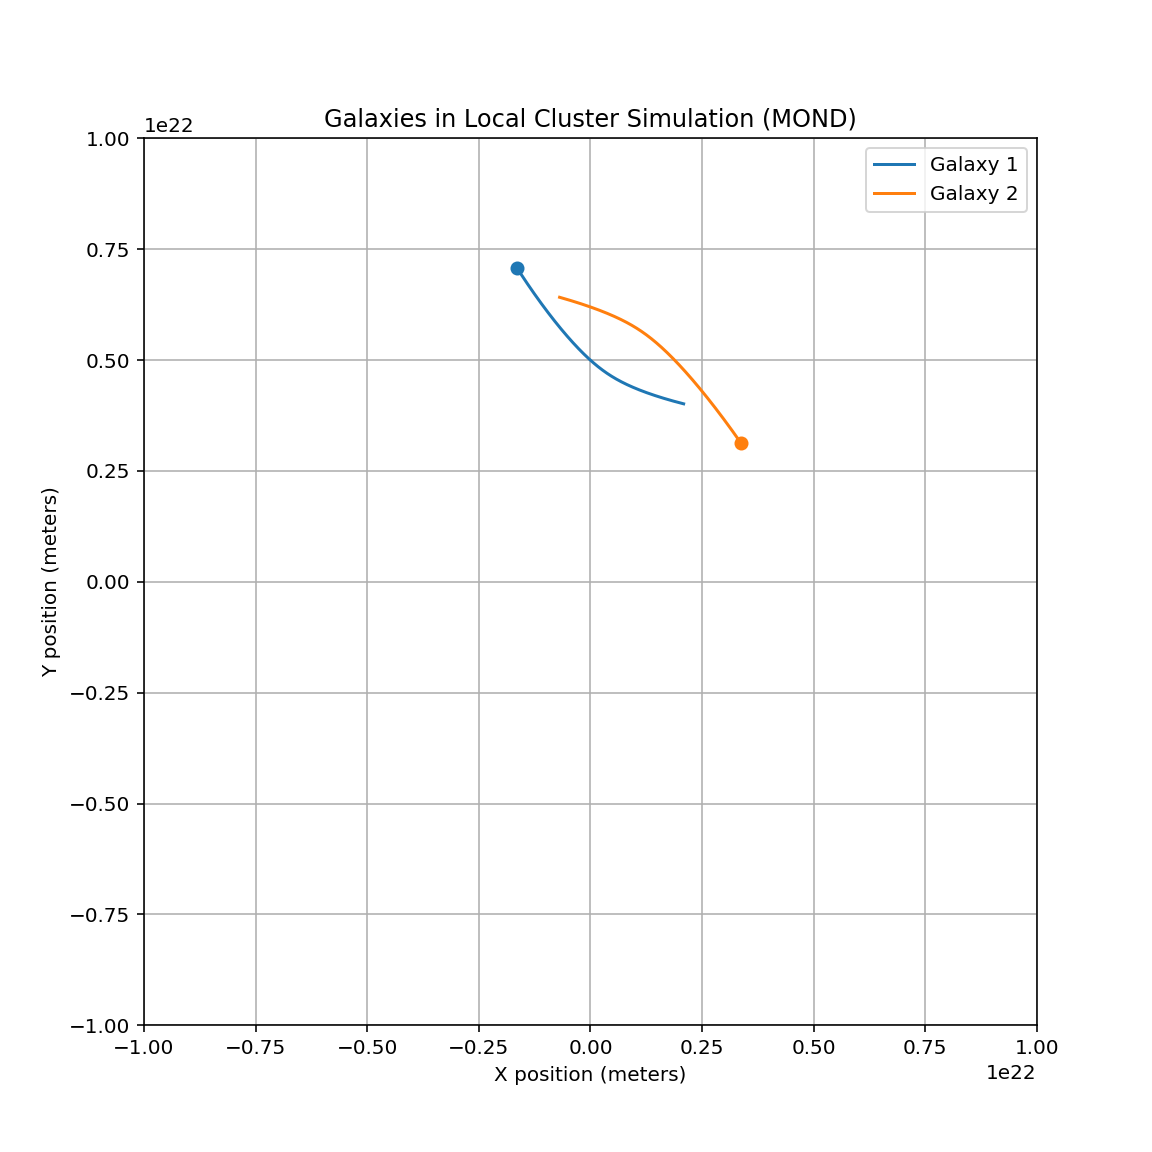 Galaxies in Local Cluster Simulation (MOND)
1e22
Galaxy 1
Galaxy 2
1.00
0.75
0.50
0.25
0.00
−0.25
−0.50
−0.75
−1.00
Y position (meters)
−1.00 −0.75 −0.50 −0.25 0.00 0.25 0.50 0.75 1.00
X position (meters)
1e22